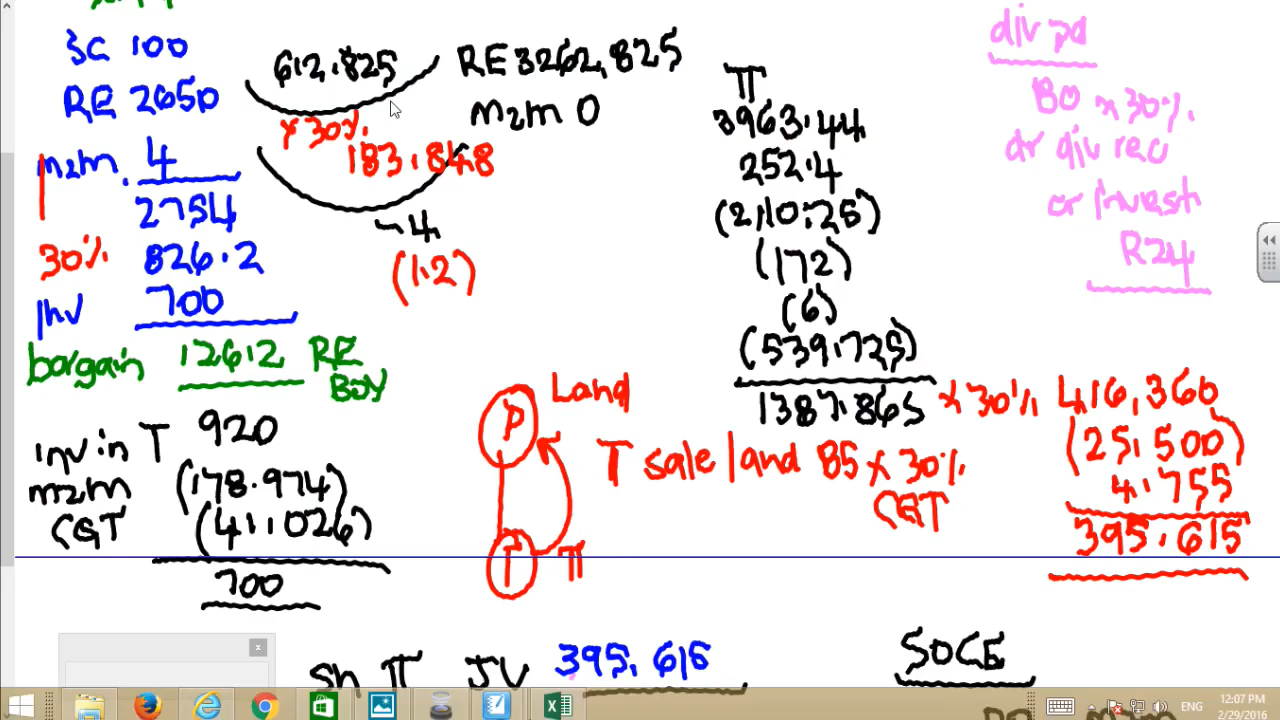 SC 100
RE 2650
m2m 4
2754
30% 826.2
Inv 700
bargain 1262 RE
BOY
Inv in T 920
m2m (178.974)
CGT (41.026)
700
612.825
x 30%
183.848
-4
(1.2)
RE 3262,825
m2m 0
π
3963.44
252.4
(2,110.25)
(172)
(6)
(539.725)
1387.865 x 30% 416,360
(25,500)
4.755
395.615
T sale land 85 x 30%
CGT
Land
P
T π
div pd
80 x 30%
dr div rec
or Invest
R24
Sh π JV 395,615
SOCE
ENG
12:07 PM
2/29/2016